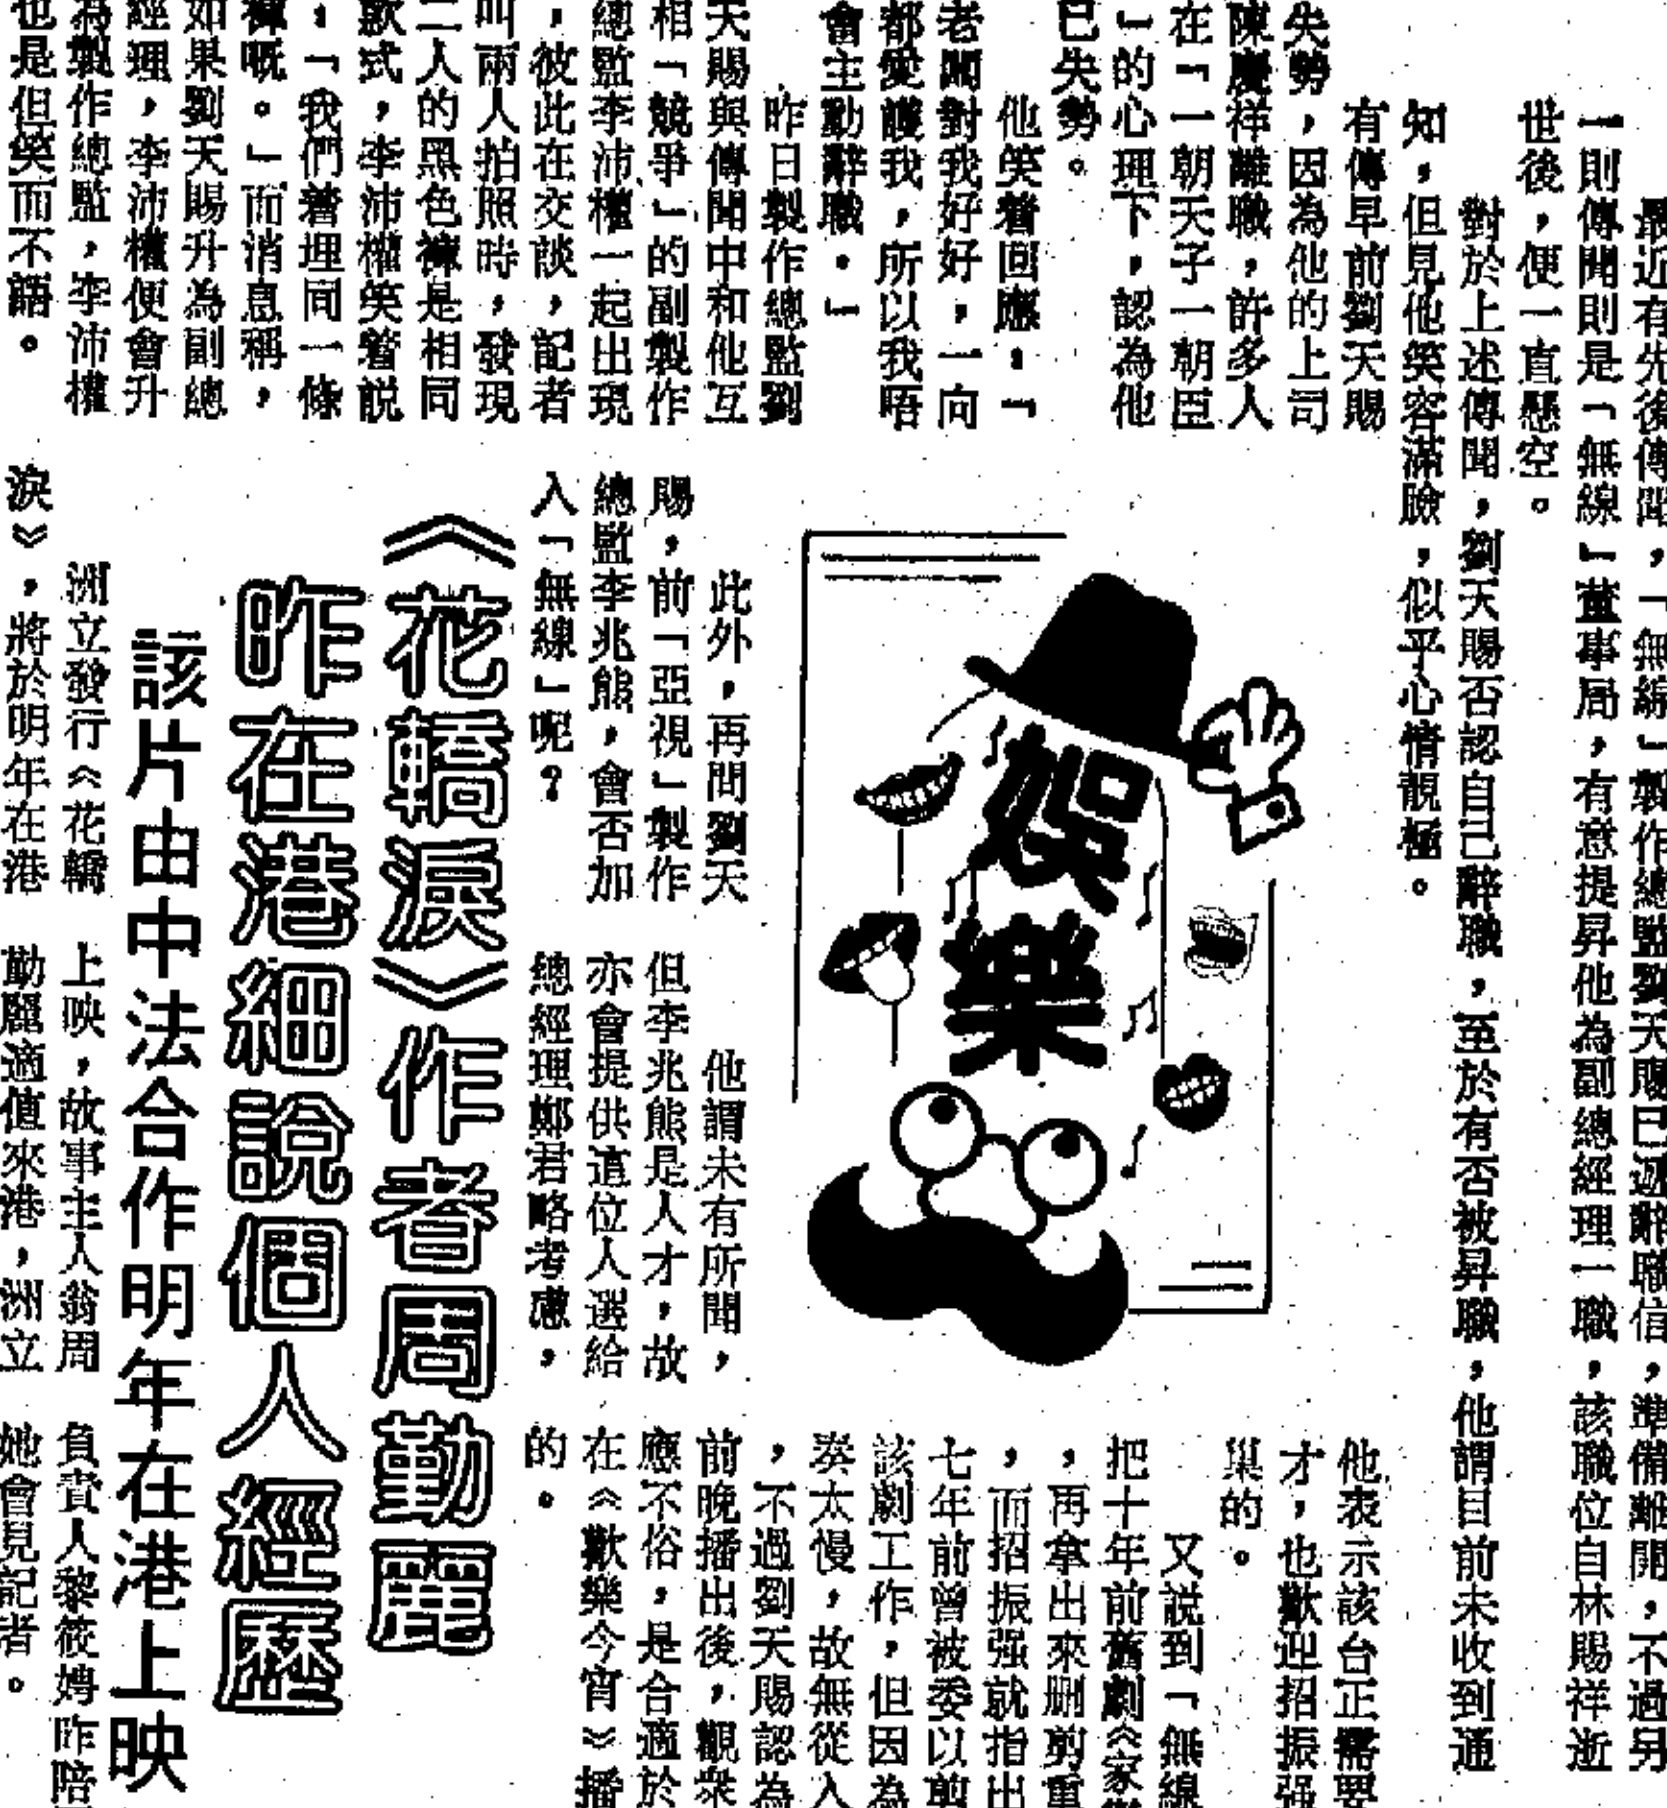 最近有先後傳聞，「無線」製作總監劉天賜已遞辭職信，準備離開，不過另
一則傳聞則是「無線」董事局，有意提昇他為副總經理一職，該職位自林賜祥逝
世後，便一直懸空。
對於上述傳聞，劉天賜否認自己辭職，至於有否被昇職，他謂目前未收到通
知，但見他笑容滿臉，似乎心情靚極。
有傳早前劉天賜
失勢，因為他的上司
陳慶祥離職，許多人
在「一朝天子一朝臣
」的心理下，認為他
已失勢。
他笑着回應：「
老闆對我好好，一向
都愛護我，所以我唔
會主動辭職。」
昨日製作總監劉
天賜與傳聞中和他互
相「競爭」的副製作
總監李沛權一起出現
，彼此在交談，記者
叫兩人拍照時，發現
二人的黑色褲是相同
款式，李沛權笑着説
：「我們着埋同一條
褲嘅。」而消息稱，
如果劉天賜升為副總
經理，李沛權便會升
為製作總監，李沛權
也是但笑而不語。
娛樂
此外，再問劉天
賜，前「亞視」製作
總監李兆熊，會否加
入「無線」呢？
他謂未有所聞，
但李兆熊是人才，故
亦會提供這位人選給
總經理鄭君略考慮，
他表示該台正需要
才，也歡迎招振强
巢的。
又説到「無線
把十年前舊劇《家
，再拿出來删剪重
，而招振强就指出
七年前曾被委以剪
該劇工作，但因為
奏太慢，故無從入
，不過劉天賜認為
前晚播出後，觀衆
應不俗，是合適於
在《歡樂今宵》播
的。
《花轎淚》作者周勤麗
昨在港細說個人經歷
該片由中法合作明年在港上映
洲立發行《花轎
淚》，將於明年在港
上映，故事主人翁周
勤麗適值來港，洲立
負責人黎筱娉昨陪
她會見記者。